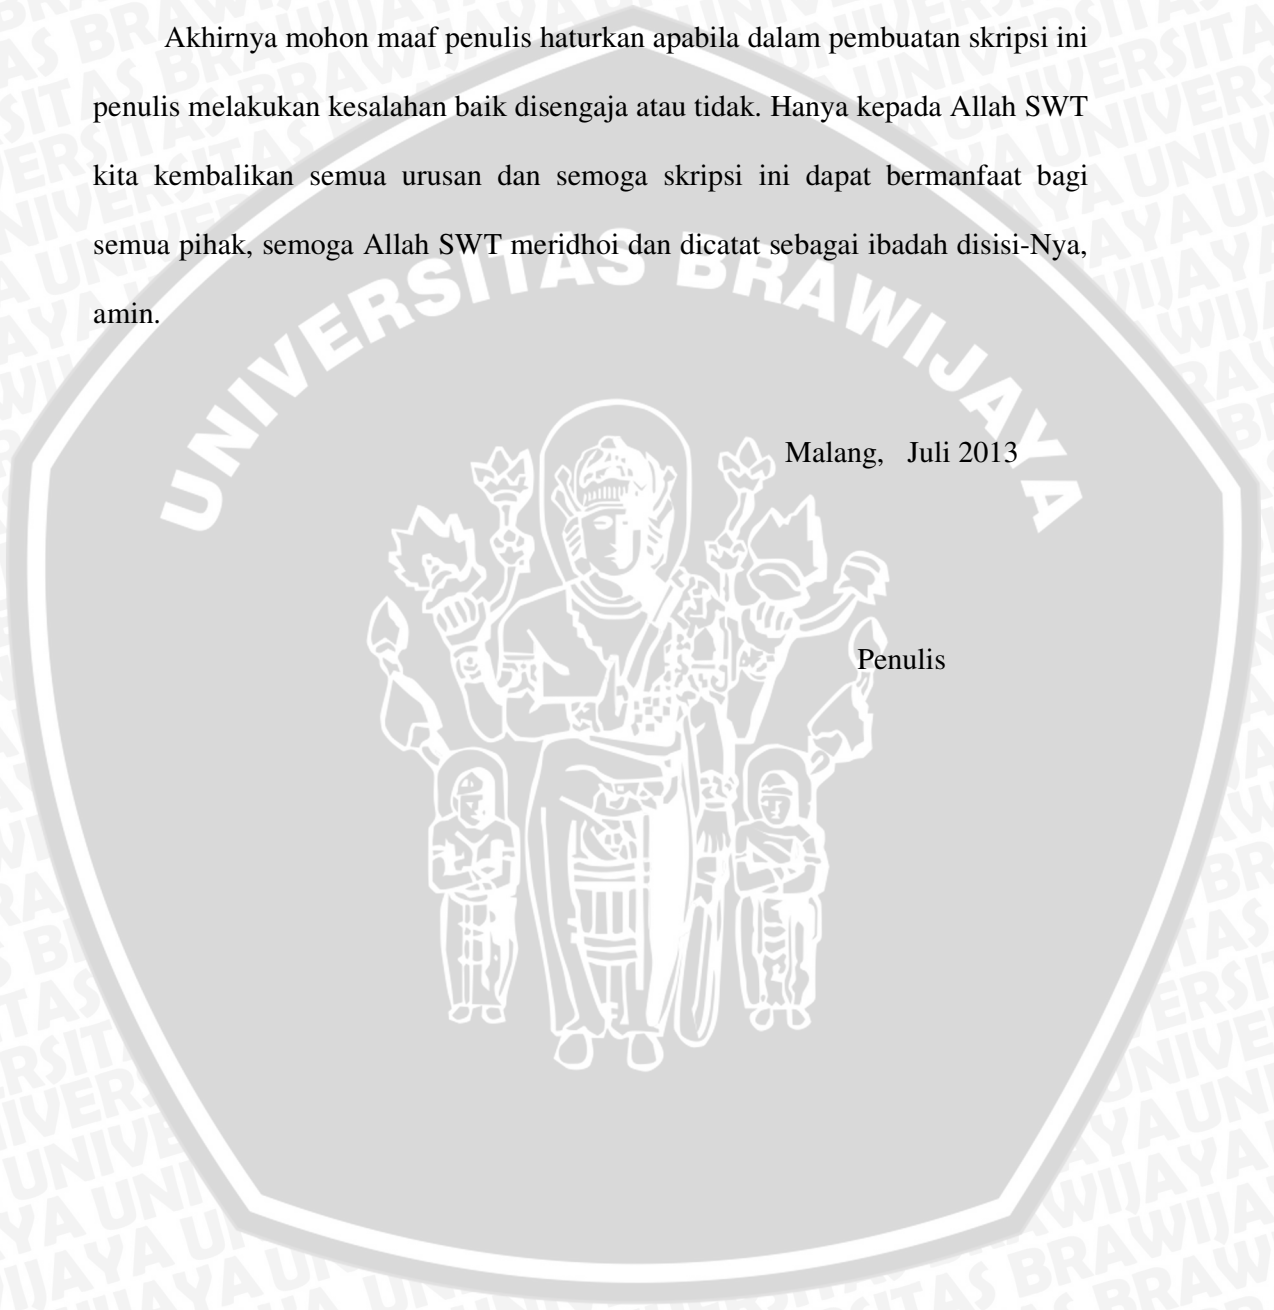 Akhirnya mohon maaf penulis haturkan apabila dalam pembuatan skripsi ini
penulis melakukan kesalahan baik disengaja atau tidak. Hanya kepada Allah SWT
kita kembalikan semua urusan dan semoga skripsi ini dapat bermanfaat bagi
semua pihak, semoga Allah SWT meridhoi dan dicatat sebagai ibadah disisi-Nya,
amin.
UNIVERSITAS BRAWIJAYA
Malang, Juli 2013
Penulis